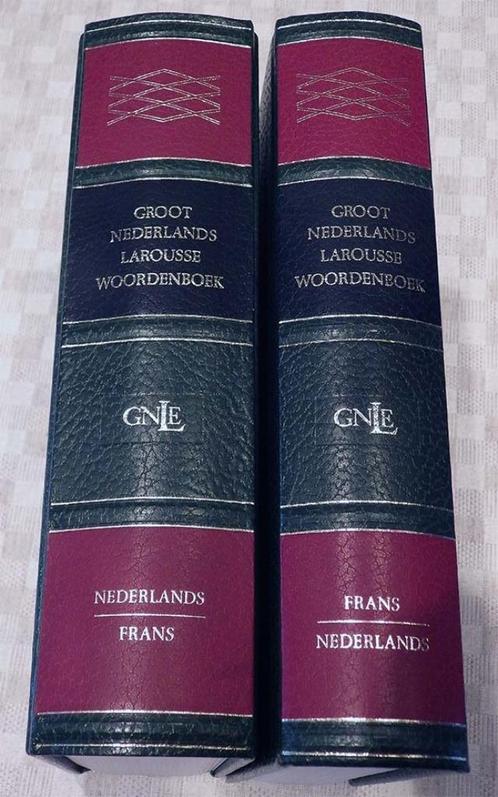 GROOT
NEDERLANDS
LAROUSSE
WOORDENBOEK
GNLE
NEDERLANDS
FRANS
GROOT
NEDERLANDS
LAROUSSE
WOORDENBOEK
GNLE
FRANS
NEDERLANDS